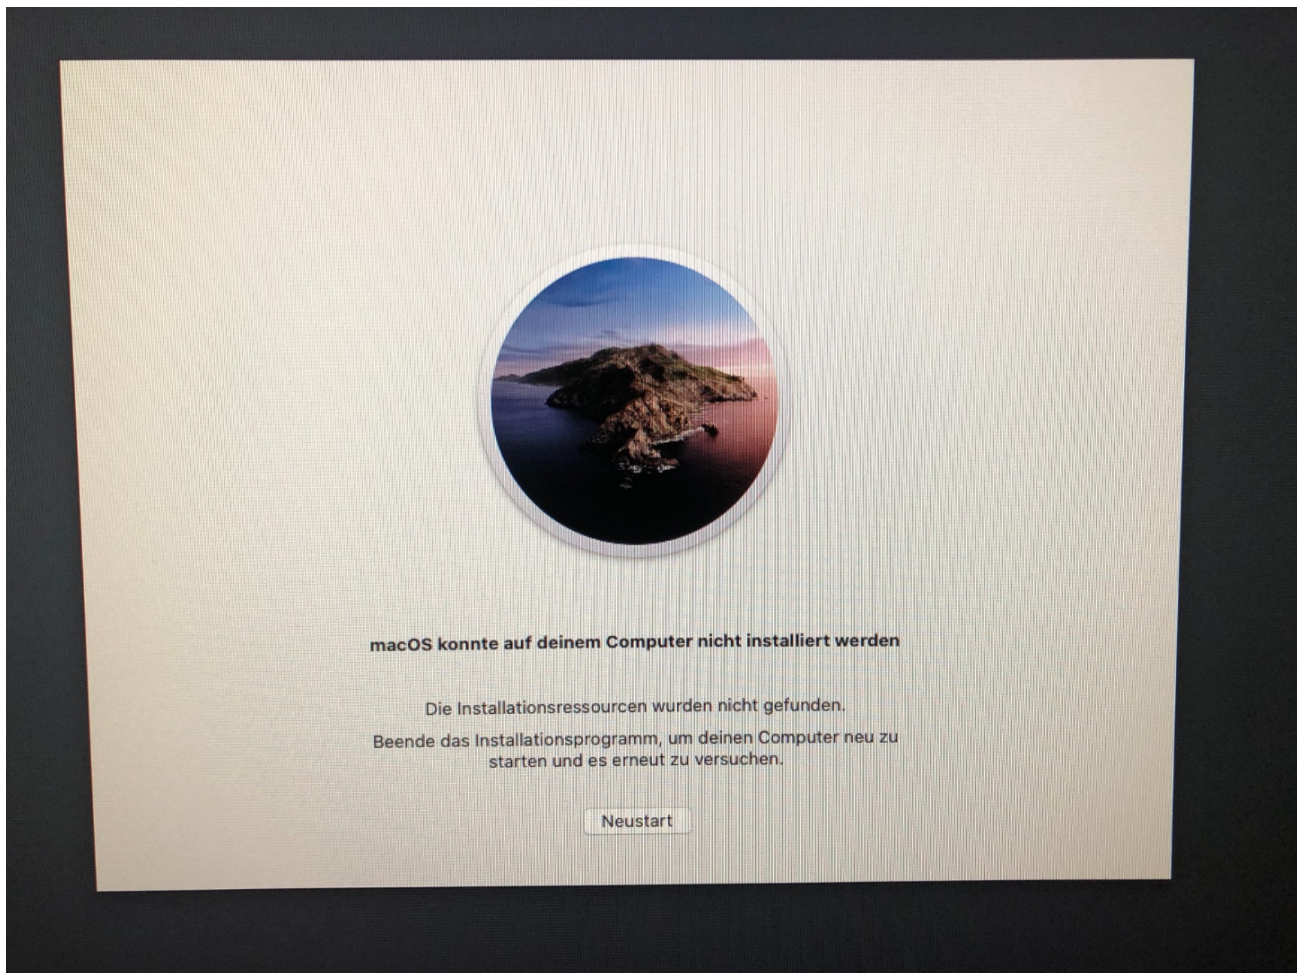 macOS konnte auf deinem Computer nicht installiert werden
Die Installationsressourcen wurden nicht gefunden.
Beende das Installationsprogramm, um deinen Computer neu zu
starten und es erneut zu versuchen.
Neustart